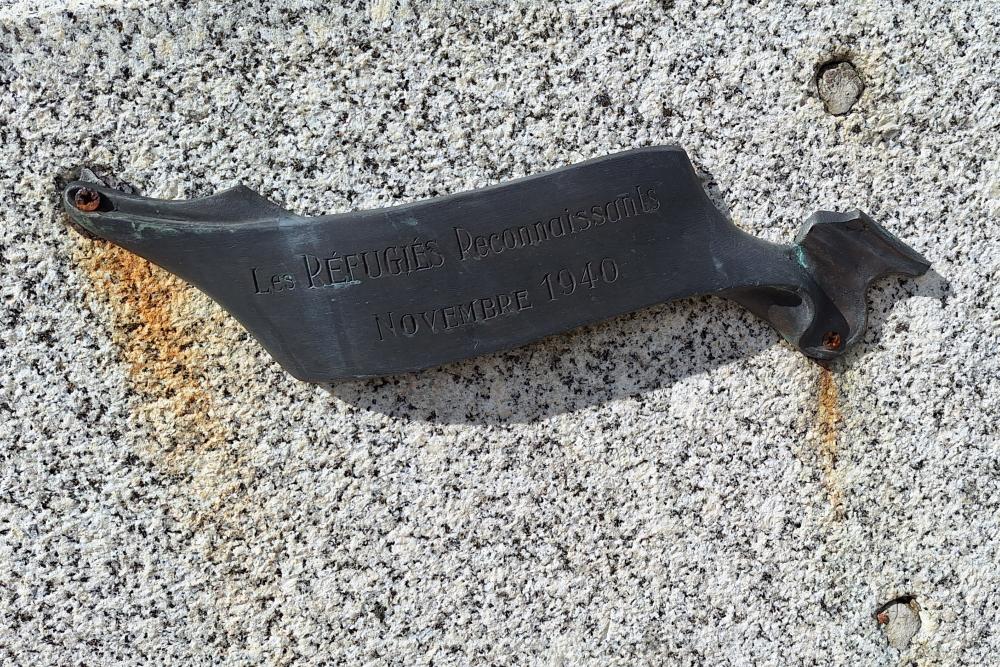 Les RÉFUGIÉS Reconnaissants
NOVEMBRE 1940